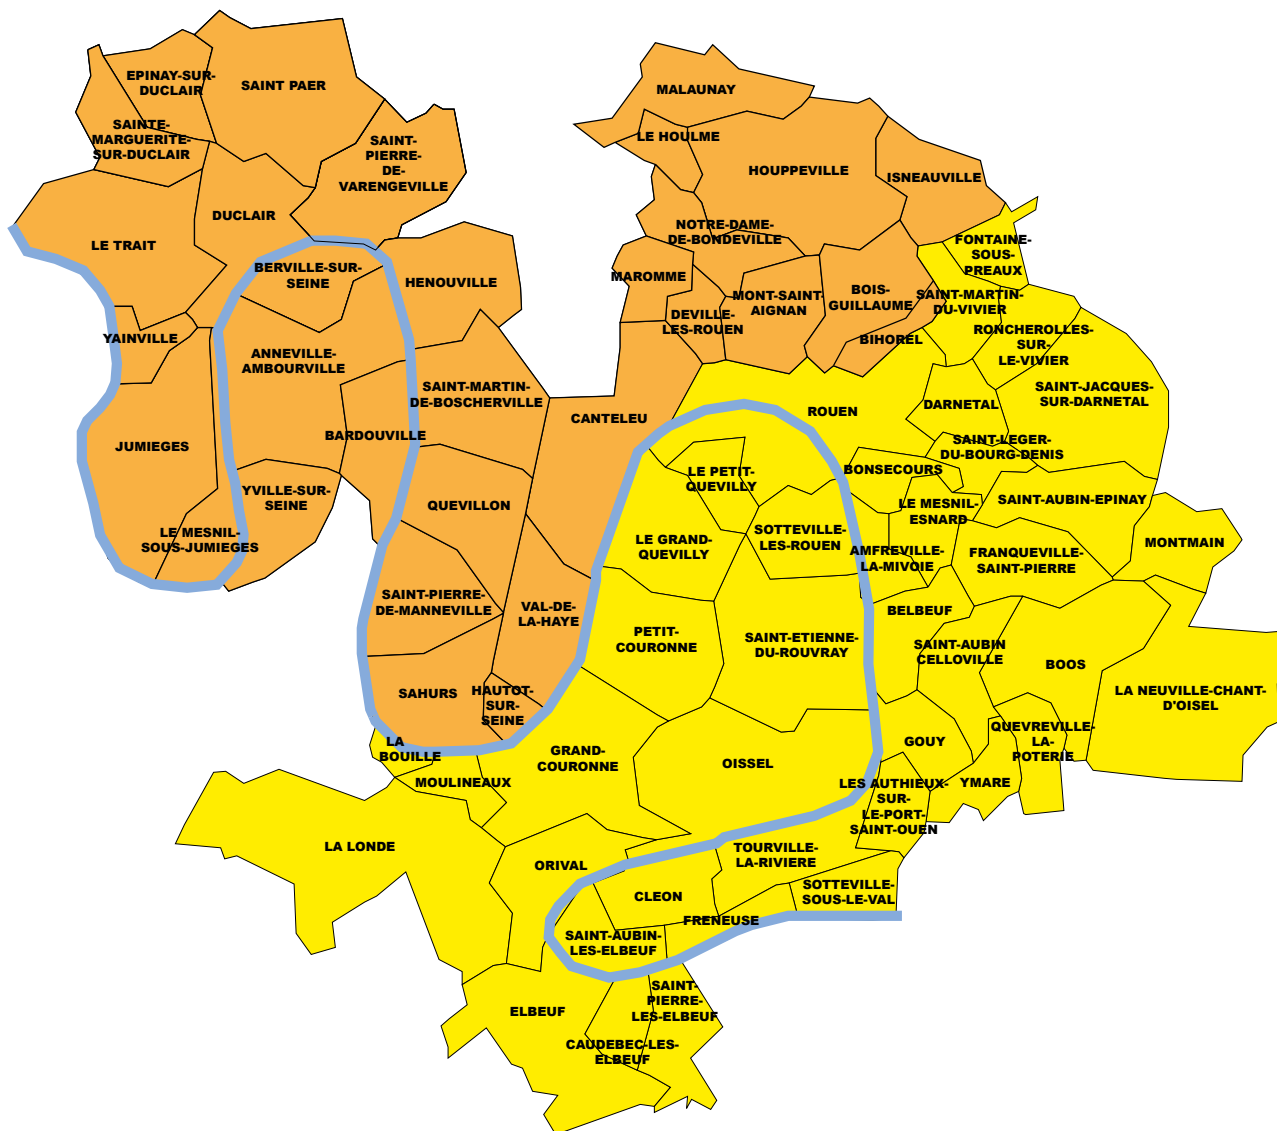 EPINAY-SUR-
DUCLAIR
SAINT PAER
SAINTE-
MARGUERITE-
SUR-DUCLAIR
SAINT-
PIERRE-
DE-
VARENGEVILLE
DUCLAIR
LE TRAIT
BERVILLE-SUR-
SEINE
HENOUVILLE
YAINVILLE
ANNEVILLE-
AMBOURVILLE
SAINT-MARTIN-
DE-BOSCHERVILLE
BARDOUVILLE
JUMIEGES
YVILLE-SUR-
SEINE
QUEVILLON
LE MESNIL-
SOUS-JUMIEGES
SAINT-PIERRE-
DE-MANNEVILLE
VAL-DE-
LA-HAYE
SAHURS
HAUTOT-
SUR-
SEINE
CANTELEU
MALAUNAY
LE HOULME
HOUPPEVILLE
ISNEAUVILLE
NOTRE-DAME-
DE-BONDEVILLE
MAROMME
DEVILLE-
LES-ROUEN
MONT-SAINT-
AIGNAN
BOIS-
GUILLAUME
BIHOREL
FONTAINE-
SOUS-
PREAUX
SAINT-MARTIN-
DU-VIVIER
RONCHEROLLES-
SUR-
LE-VIVIER
SAINT-JACQUES-
SUR-DARNETAL
ROUEN
DARNETAL
SAINT-LEGER-
DU-BOURG-DENIS
BONSECOURS
LE PETIT-
QUEVILLY
LE MESNIL-
ESNARD
SAINT-AUBIN-EPINAY
MONTMAIN
LE GRAND-
QUEVILLY
SOTTEVILLE-
LES-ROUEN
AMFREVILLE-
LA-MIVOIE
FRANQUEVILLE-
SAINT-PIERRE
BELBEUF
PETIT-
COURONNE
SAINT-ETIENNE-
DU-ROUVRAY
SAINT-AUBIN
CELLOVILLE
BOOS
LA NEUVILLE-CHANT-
D'OISEL
LA
BOUILLE
MOULINEAUX
GRAND-
COURONNE
OISSEL
GOUY
QUEVREVILLE-
LA-
POTERIE
LES AUTHIEUX-
SUR-
LE-PORT-
SAINT-OUEN
YMARE
LA LONDE
ORIVAL
TOURVILLE-
LA-RIVIERE
CLEON
SOTTEVILLE-
SOUS-LE-VAL
FRENEUSE
SAINT-AUBIN-
LES-ELBEUF
ELBEUF
SAINT-
PIERRE-
LES-ELBEUF
CAUDEBEC-LES-
ELBEUF